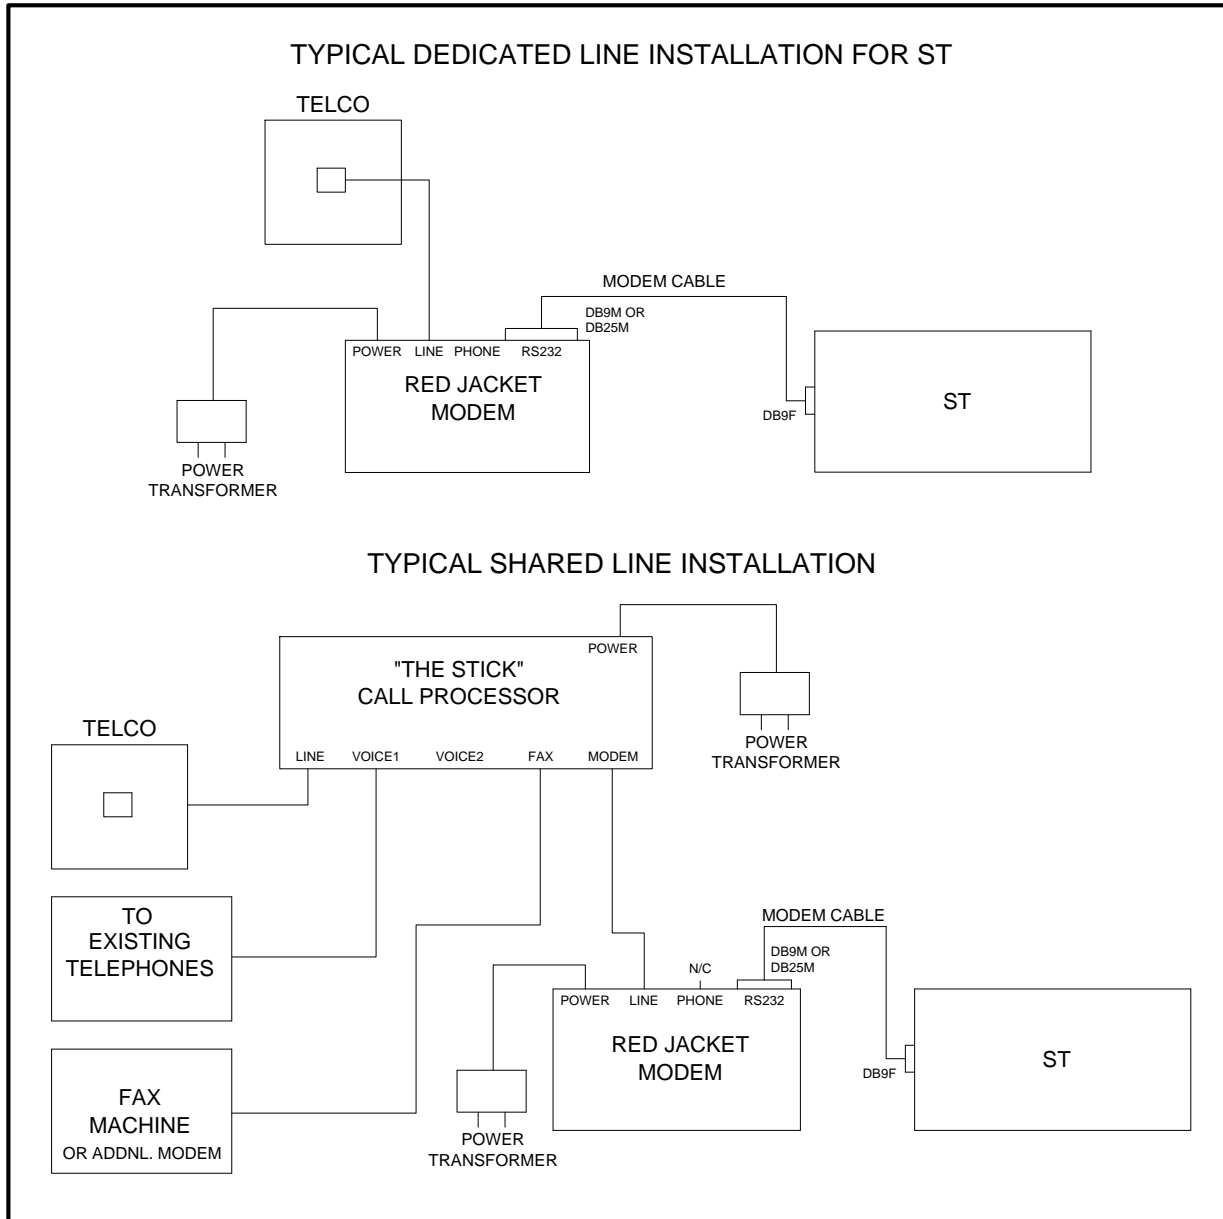 TYPICAL DEDICATED LINE INSTALLATION FOR ST
TELCO
MODEM CABLE
DB9M OR
DB25M
POWER LINE PHONE RS232
RED JACKET
MODEM
DB9F
ST
POWER
TRANSFORMER
TYPICAL SHARED LINE INSTALLATION
POWER
"THE STICK"
CALL PROCESSOR
LINE VOICE1 VOICE2 FAX MODEM
POWER
TRANSFORMER
TELCO
TO
EXISTING
TELEPHONES
FAX
MACHINE
OR ADDNL. MODEM
MODEM CABLE
DB9M OR
DB25M
N/C
POWER LINE PHONE RS232
RED JACKET
MODEM
DB9F
ST
POWER
TRANSFORMER